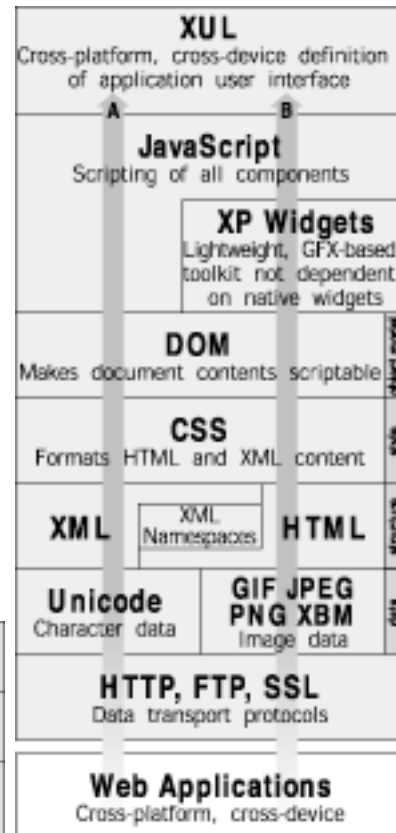 XUL
Cross-platform, cross-device definition
of application user interface
A
B
JavaScript
Scripting of all components
XP Widgets
Lightweight, GFX-based
toolkit not dependent
on native widgets
DOM
Makes document contents scriptable
CSS
Formats HTML and XML content
XML
XML
Namespaces
HTML
Unicode
Character data
GIF JPEG
PNG XBM
Image data
data
HTTP, FTP, SSL
Data transport protocols
Web Applications
Cross-platform, cross-device